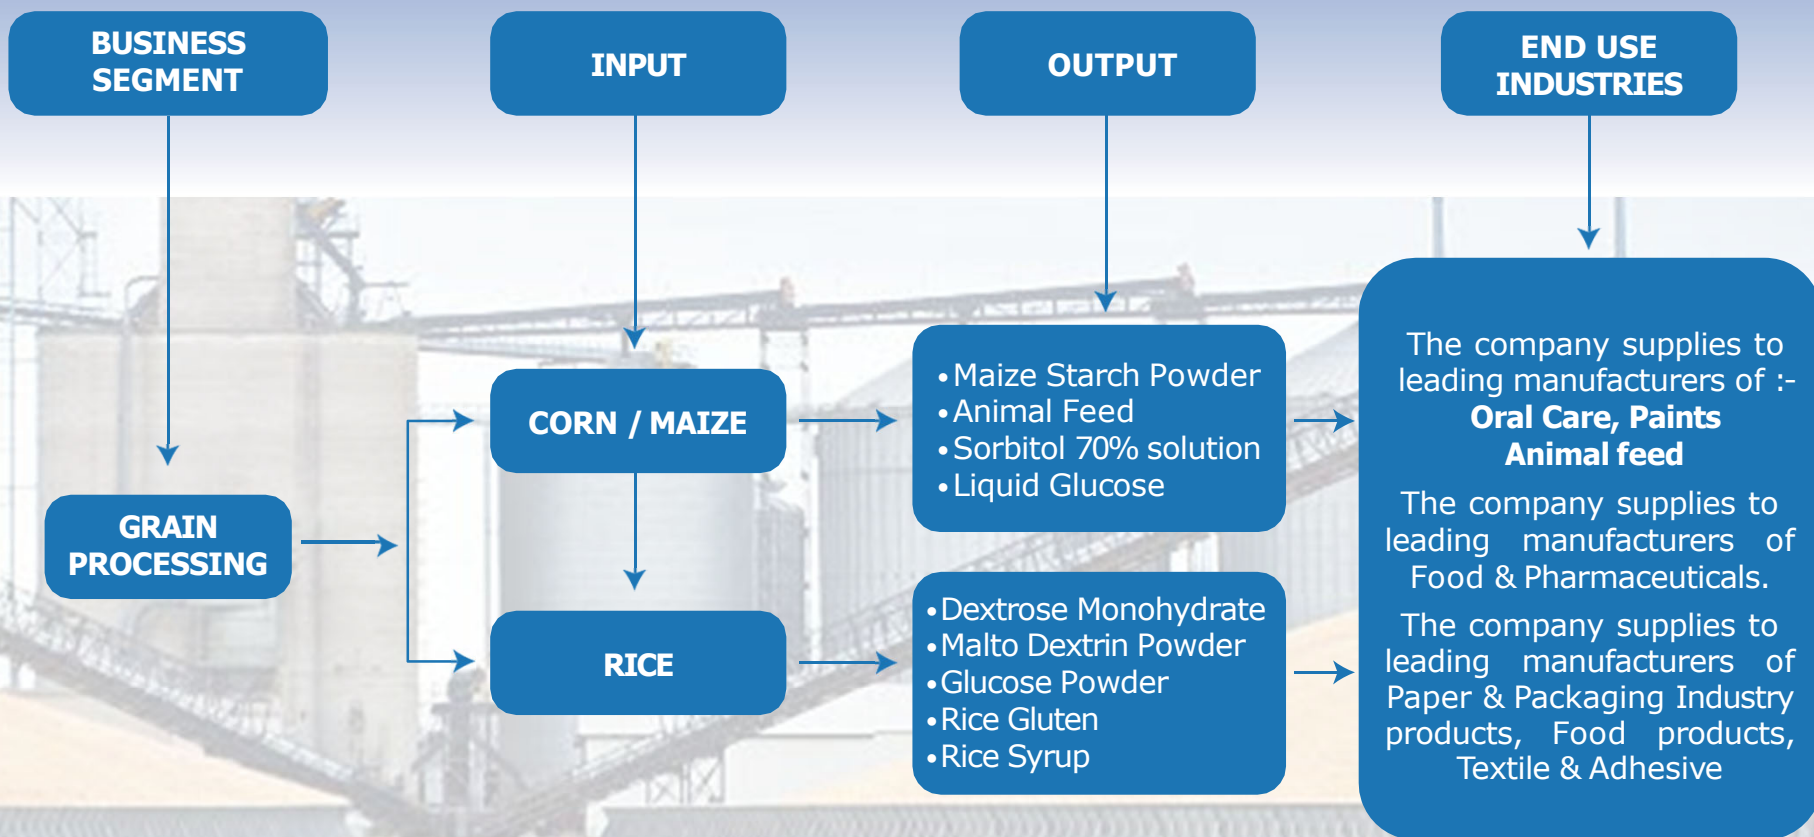 BUSINESS
SEGMENT
INPUT
OUTPUT
END USE
INDUSTRIES
GRAIN
PROCESSING
CORN / MAIZE
RICE
• Maize Starch Powder
• Animal Feed
• Sorbitol 70% solution
• Liquid Glucose
• Dextrose Monohydrate
• Malto Dextrin Powder
• Glucose Powder
• Rice Gluten
• Rice Syrup
The company supplies to
leading manufacturers of :-
Oral Care, Paints
Animal feed
The company supplies to
leading manufacturers of
Food & Pharmaceuticals.
The company supplies to
leading manufacturers of
Paper & Packaging Industry
products, Food products,
Textile & Adhesive